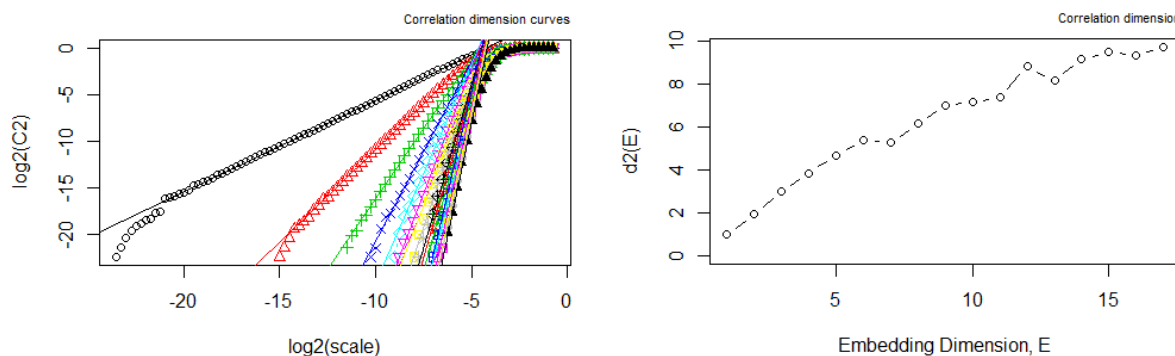 Correlation dimension curves
log2(C2)
0
-5
-10
-15
-20
-20 -15 -10 -5 0
log2(scale)
Correlation dimension
d2(E)
10
8
6
4
2
0
5 10 15
Embedding Dimension, E